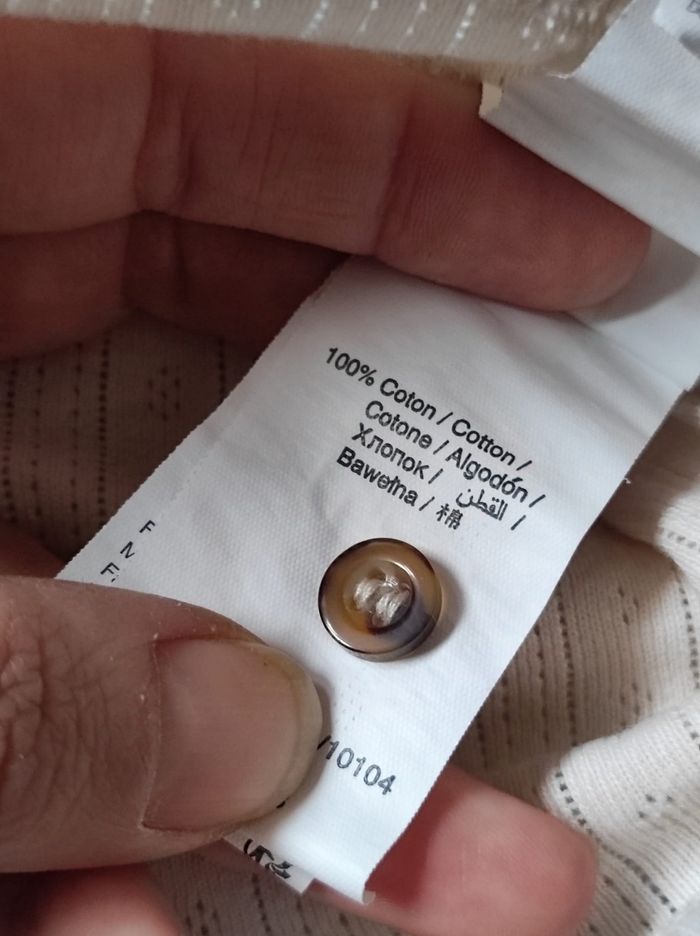 100% Coton / Cotton /
Cotone / Algodón /
Хлопок / القطن /
Bawełna / 棉
F
M
/10104